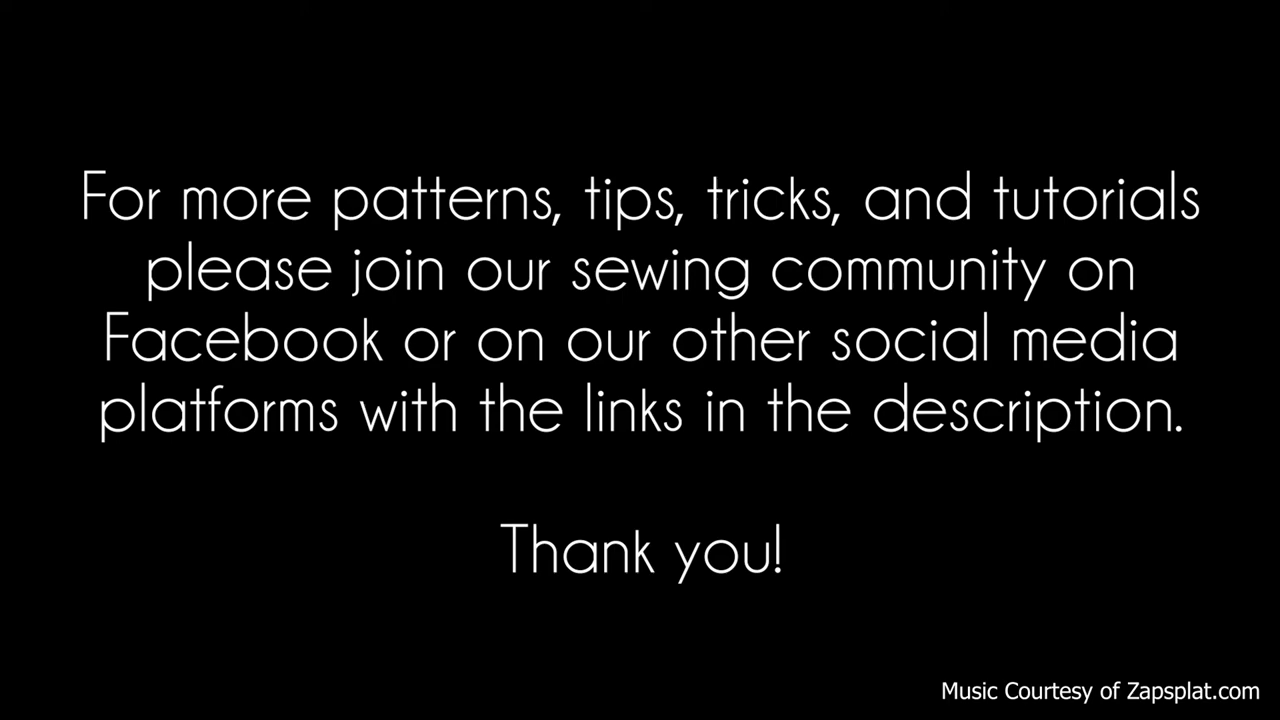 For more patterns, tips, tricks, and tutorials
please join our sewing community on
Facebook or on our other social media
platforms with the links in the description.
Thank you!
Music Courtesy of Zapsplat.com